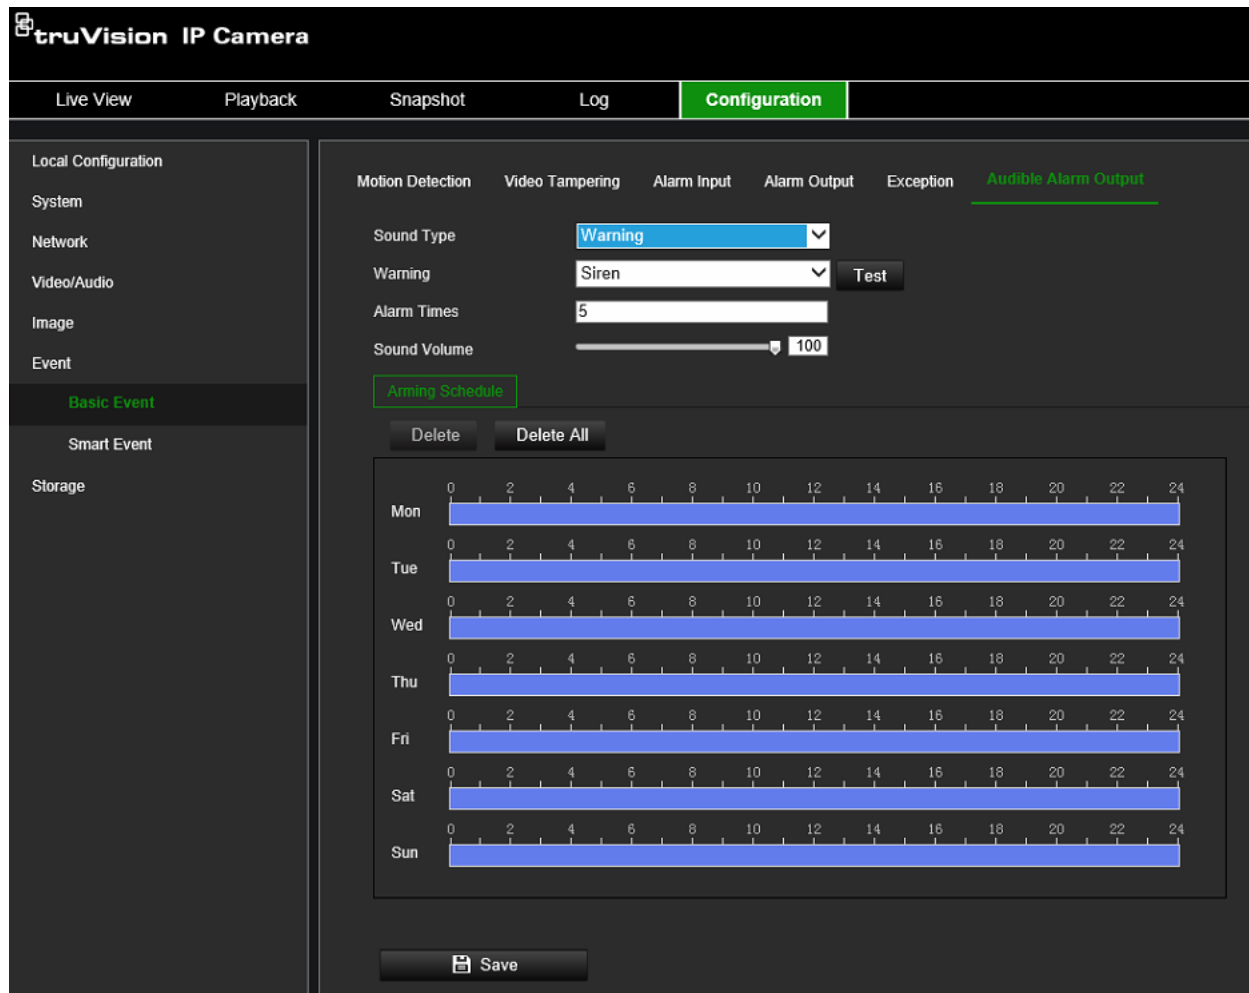 truVision IP Camera
Live View Playback Snapshot Log Configuration
Local Configuration
System
Network
Video/Audio
Image
Event
Basic Event
Smart Event
Storage
Motion Detection Video Tampering Alarm Input Alarm Output Exception Audible Alarm Output
Sound Type Warning
Warning Siren Test
Alarm Times 5
Sound Volume 100
Arming Schedule
Delete Delete All
0 2 4 6 8 10 12 14 16 18 20 22 24
Mon
0 2 4 6 8 10 12 14 16 18 20 22 24
Tue
0 2 4 6 8 10 12 14 16 18 20 22 24
Wed
0 2 4 6 8 10 12 14 16 18 20 22 24
Thu
0 2 4 6 8 10 12 14 16 18 20 22 24
Fri
0 2 4 6 8 10 12 14 16 18 20 22 24
Sat
0 2 4 6 8 10 12 14 16 18 20 22 24
Sun
Save